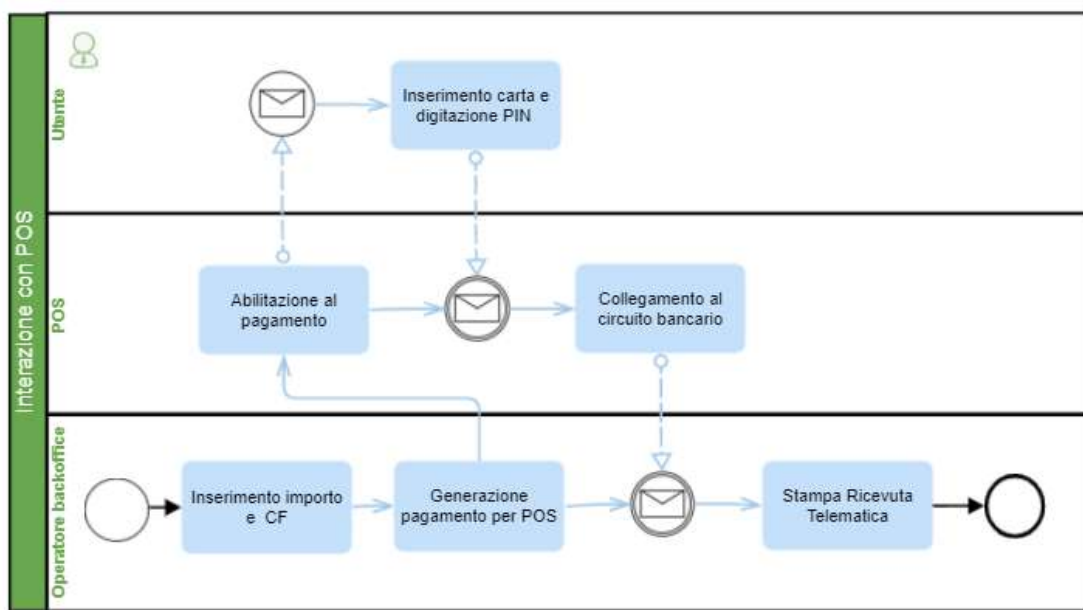 Interazione con POS
Utente
Inserimento carta e
digitazione PIN
POS
Abilitazione al
pagamento
Collegamento al
circuito bancario
Operatore backoffice
Inserimento importo
e CF
Generazione
pagamento per POS
Stampa Ricevuta
Telematica